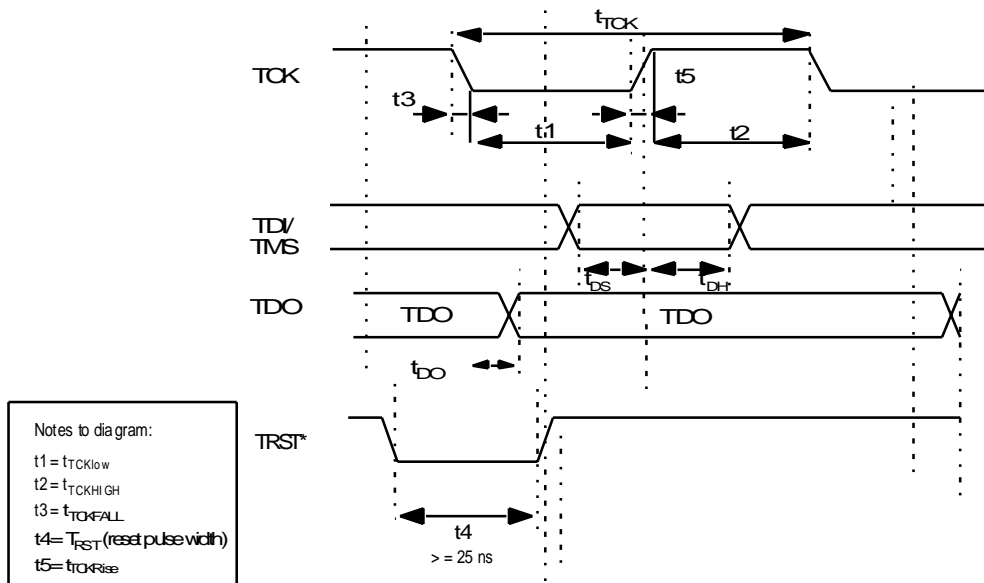 tTCK
TCK
t5
t3
t1
t2
TDI/
TMS
tDS
tDH
TDO
TDO
TDO
tDO
TRST*
t4
> = 25 ns
Notes to diagram:
t1 = tTCKlow
t2 = tTCKHIGH
t3 = tTCKFALL
t4= TRST (reset pulse width)
t5= tTCKRise